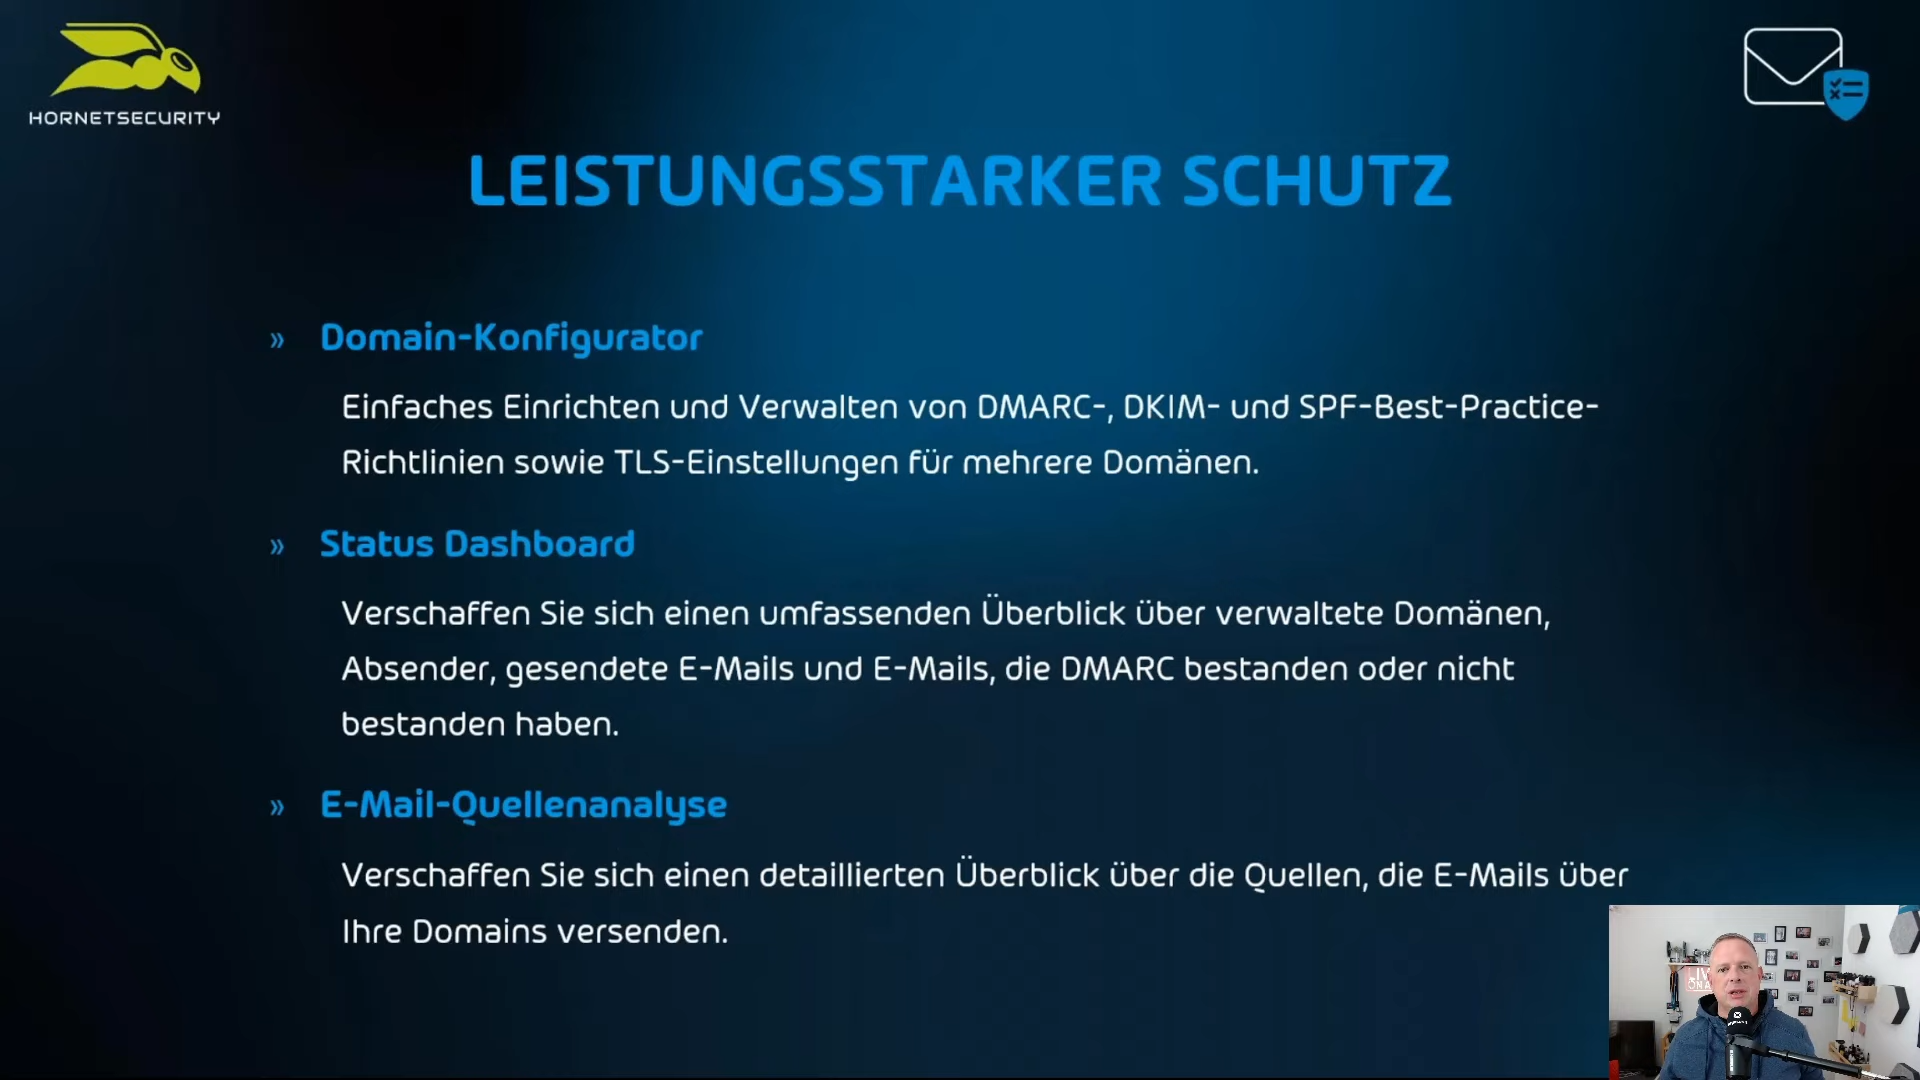 HORNETSECURITY
LEISTUNGSSTARKER SCHUTZ
» Domain-Konfigurator
Einfaches Einrichten und Verwalten von DMARC-, DKIM- und SPF-Best-Practice-
Richtlinien sowie TLS-Einstellungen für mehrere Domänen.
» Status Dashboard
Verschaffen Sie sich einen umfassenden Überblick über verwaltete Domänen,
Absender, gesendete E-Mails und E-Mails, die DMARC bestanden oder nicht
bestanden haben.
» E-Mail-Quellenanalyse
Verschaffen Sie sich einen detaillierten Überblick über die Quellen, die E-Mails über
Ihre Domains versenden.